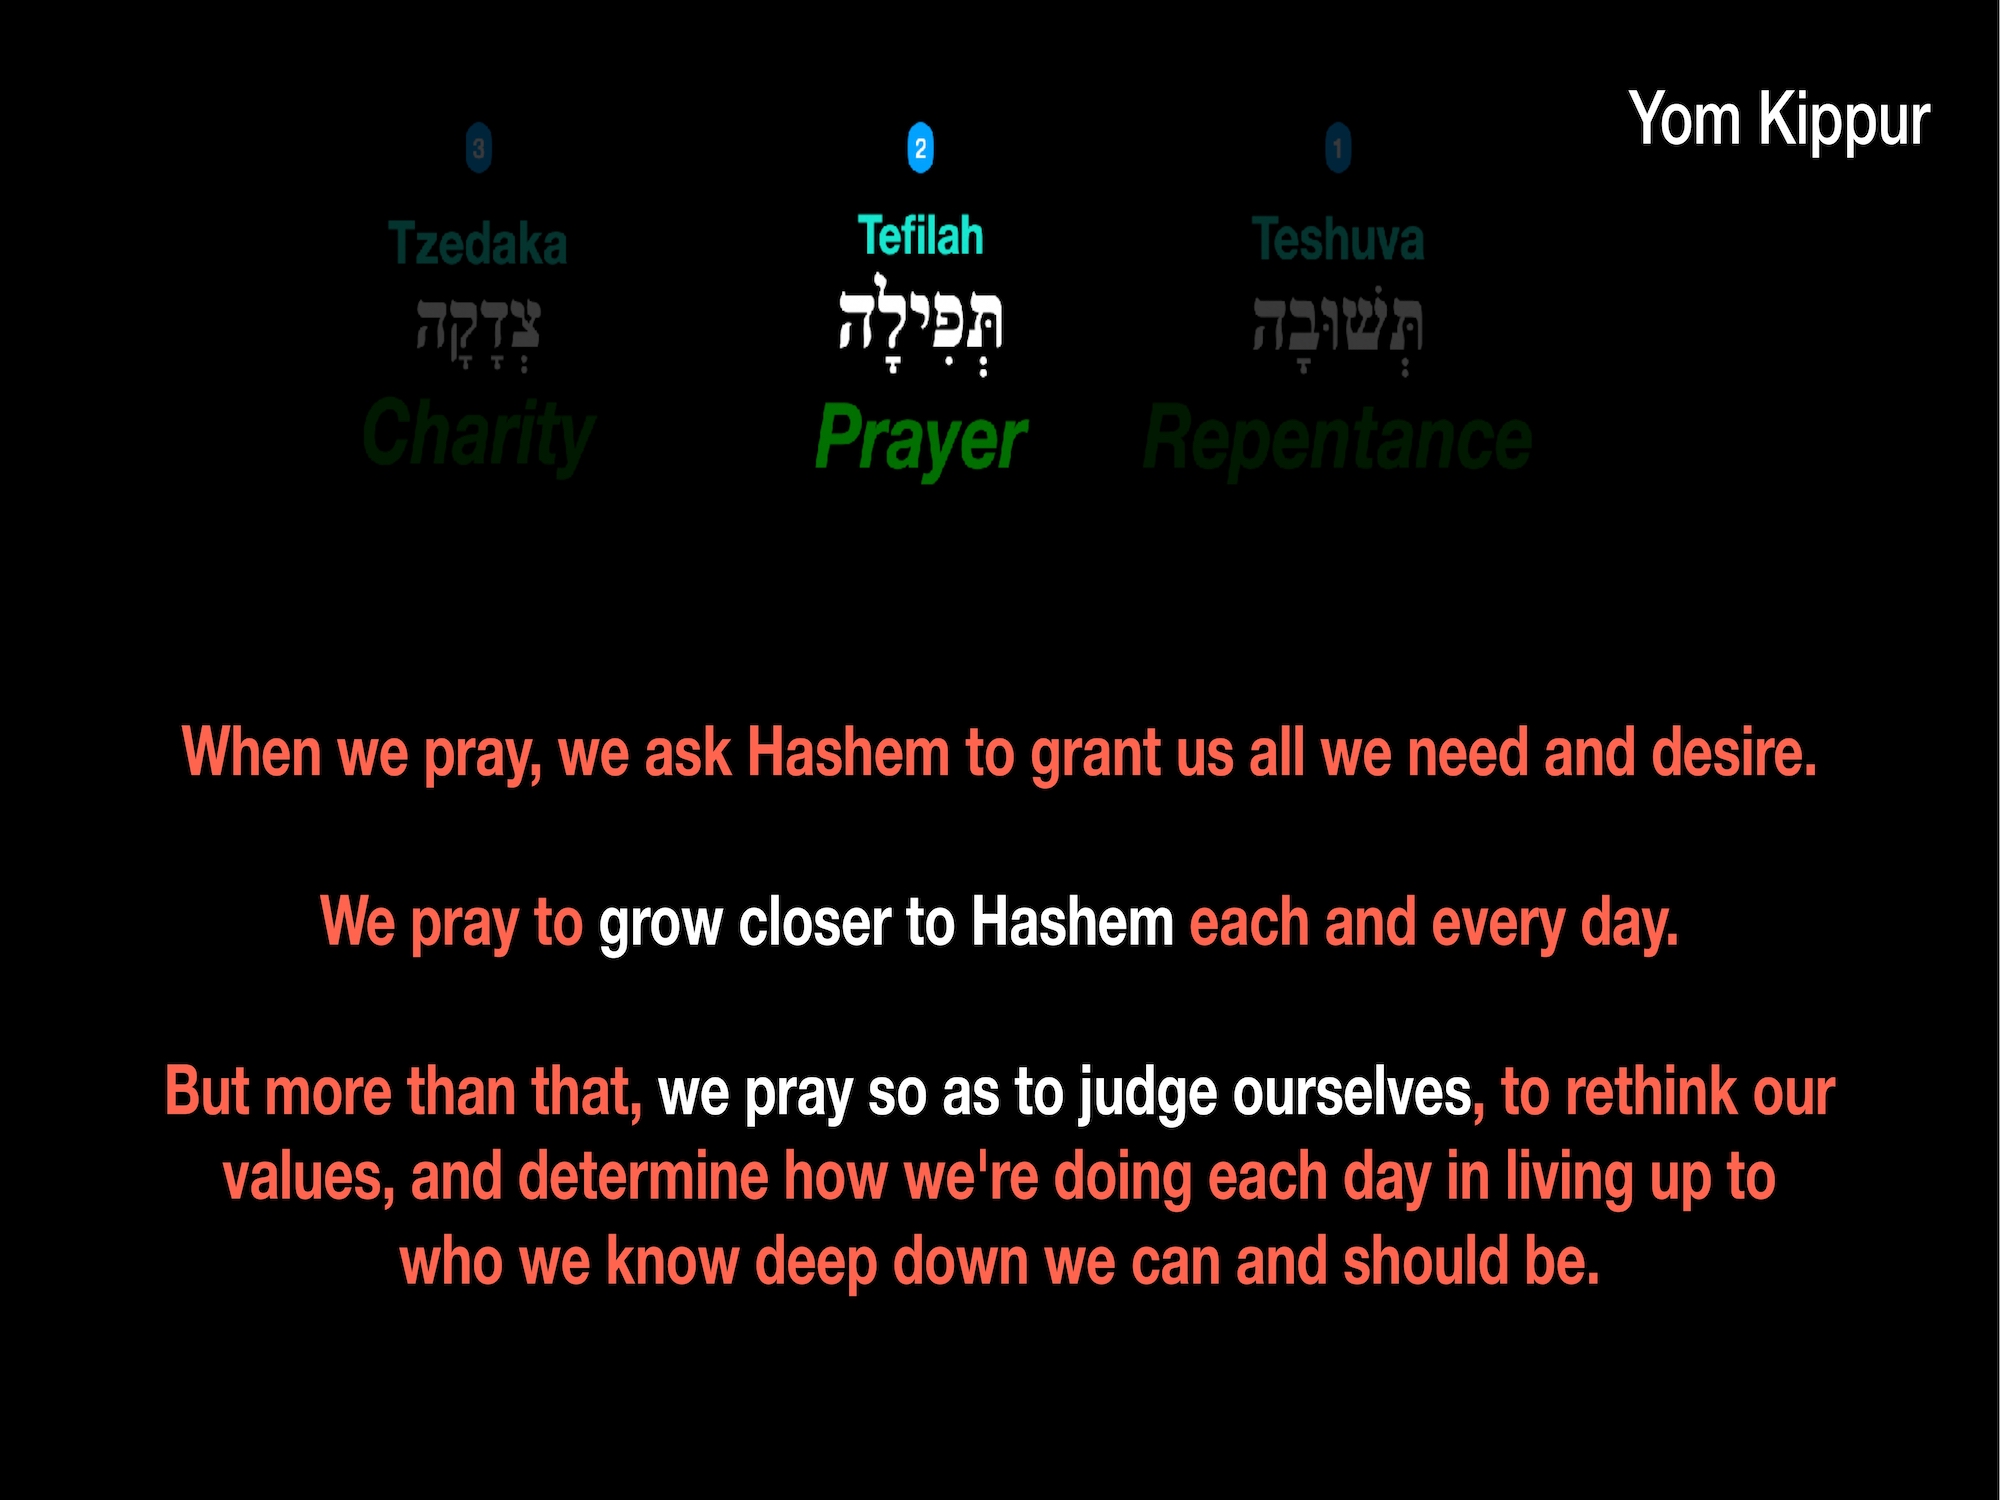 Yom Kippur
3
2
1
Tzedaka
Tefilah
Teshuva
צְדָקָה
תְּפִילָֹה
תְּשׁוּבָה
Charity
Prayer
Repentance
When we pray, we ask Hashem to grant us all we need and desire.
We pray to grow closer to Hashem each and every day.
But more than that, we pray so as to judge ourselves, to rethink our
values, and determine how we're doing each day in living up to
who we know deep down we can and should be.